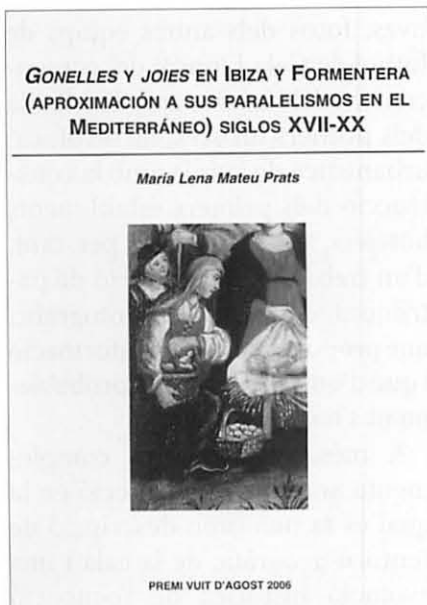 GONELLES Y JOIES EN IBIZA Y FORMENTERA
(APROXIMACIÓN A SUS PARALELISMOS EN EL
MEDITERRÁNEO) SIGLOS XVII-XX
Maria Lena Mateu Prats
PREMI VUIT D'AGOST 2006